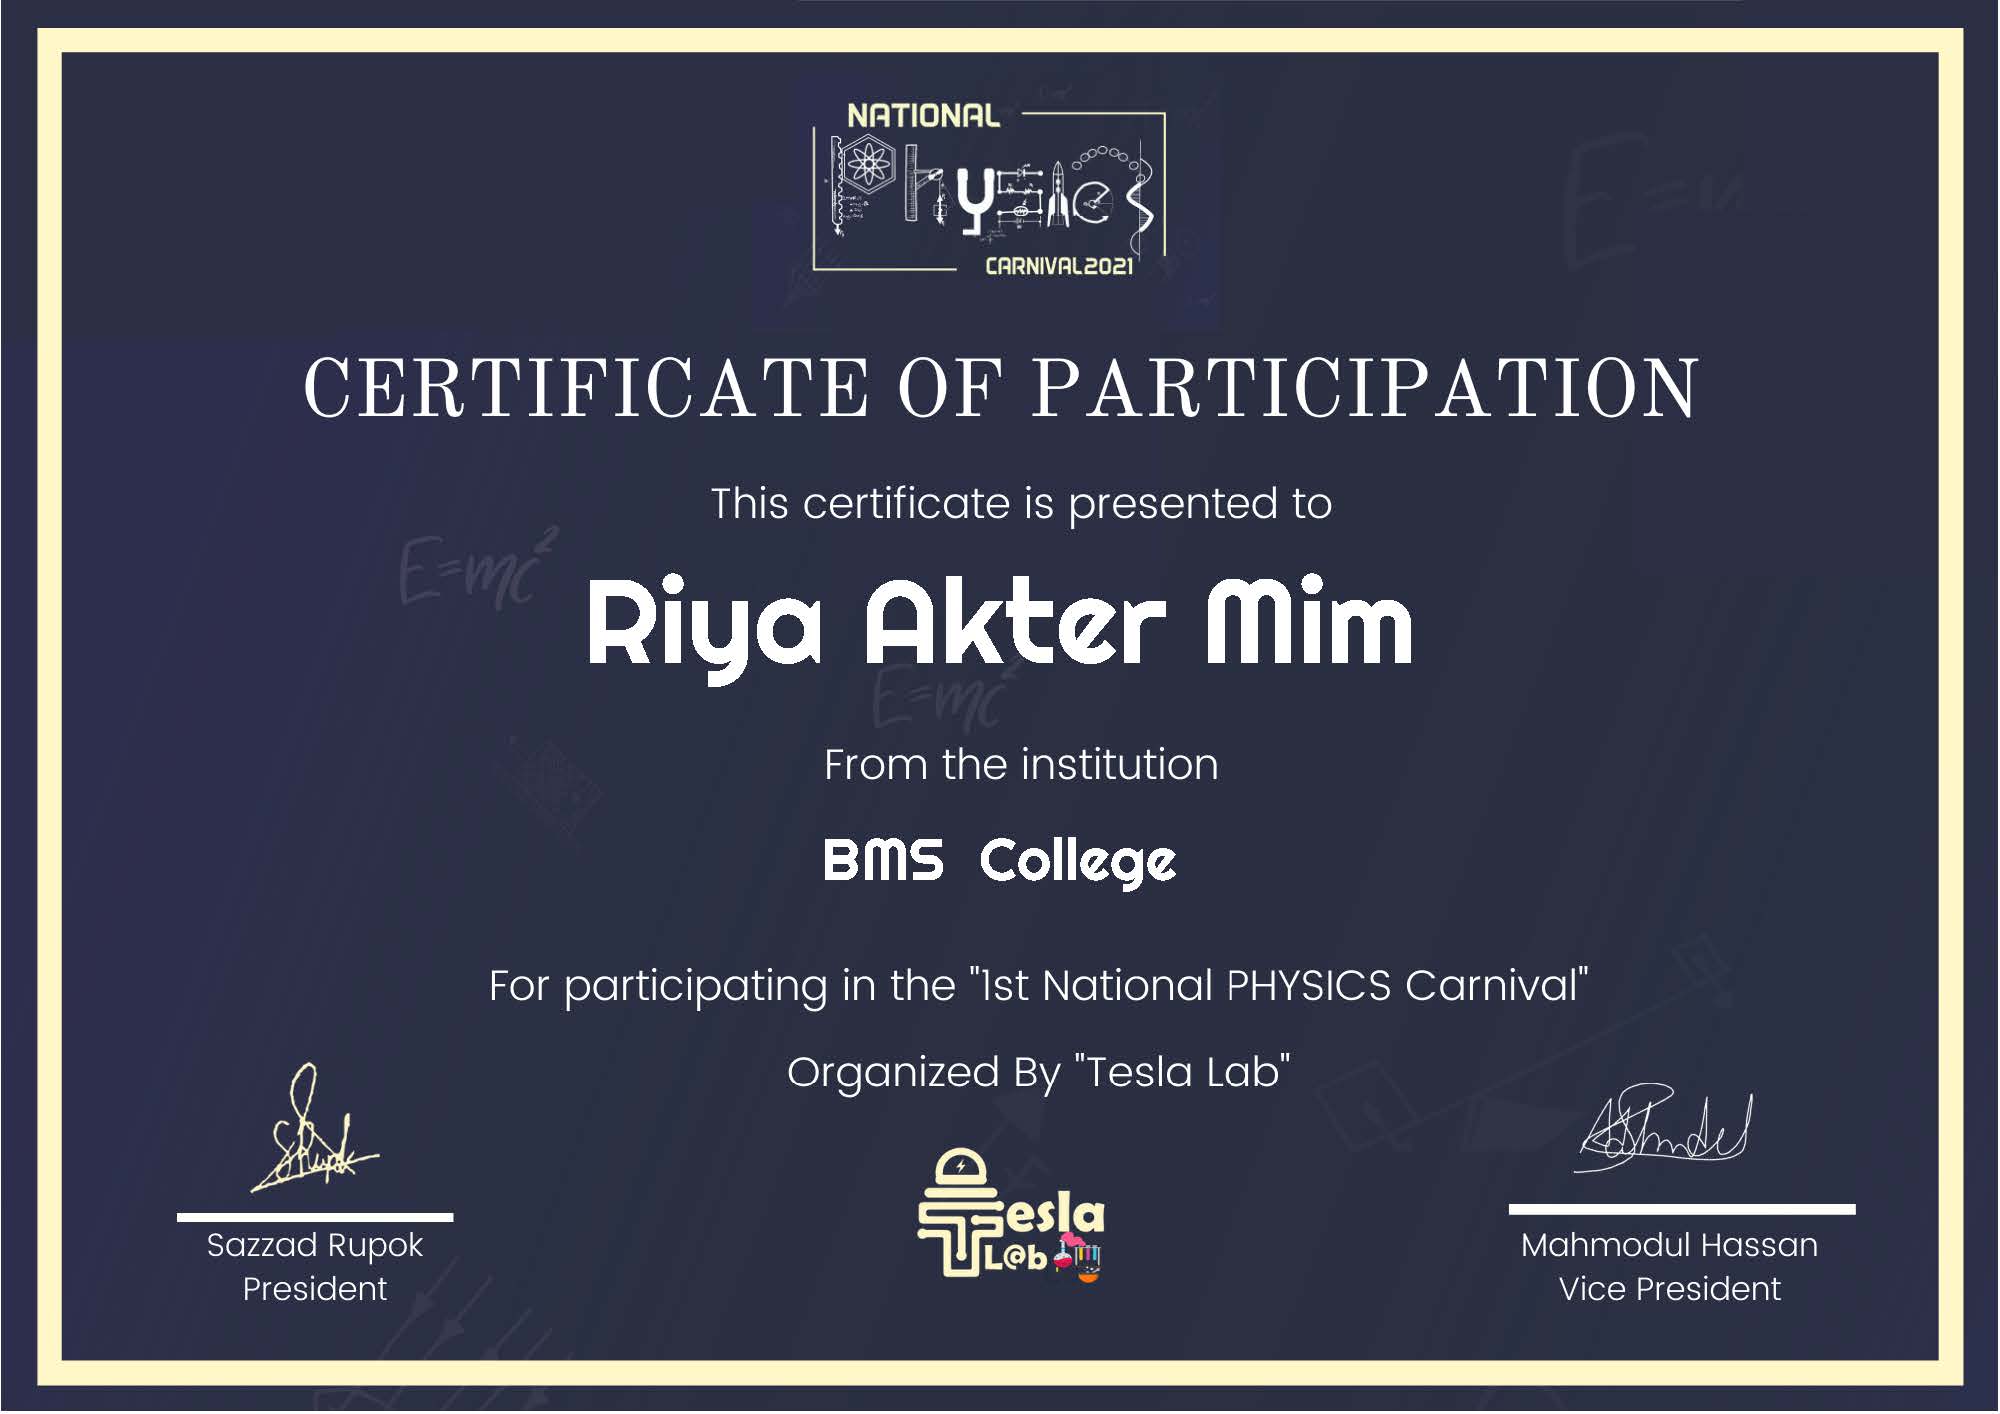 NATIONAL
Physics
CARNIVAL2021
CERTIFICATE OF PARTICIPATION
This certificate is presented to
E=mc²
Riya Akter Mim
E=mc²
From the institution
BMS College
For participating in the "1st National PHYSICS Carnival"
Organized By "Tesla Lab"
Tesla
L@b
Sazzad Rupok
President
Mahmodul Hassan
Vice President